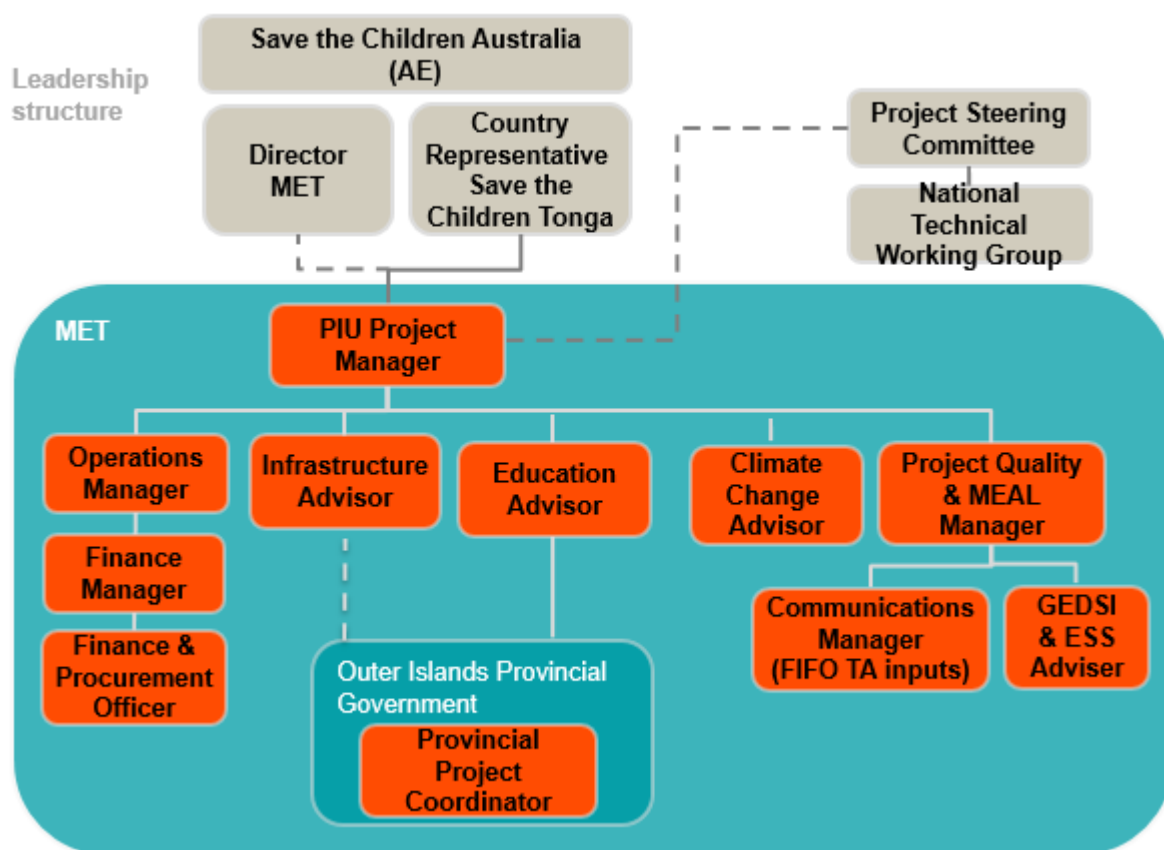 Save the Children Australia
(AE)
Leadership
structure
Director
MET
Country
Representative
Save the
Children Tonga
Project Steering
Committee
National
Technical
Working Group
MET
PIU Project
Manager
Operations
Manager
Infrastructure
Advisor
Education
Advisor
Climate
Change
Advisor
Project Quality
& MEAL
Manager
Finance
Manager
Finance &
Procurement
Officer
Communications
Manager
(FIFO TA inputs)
GEDSI
& ESS
Adviser
Outer Islands Provincial
Government
Provincial
Project
Coordinator